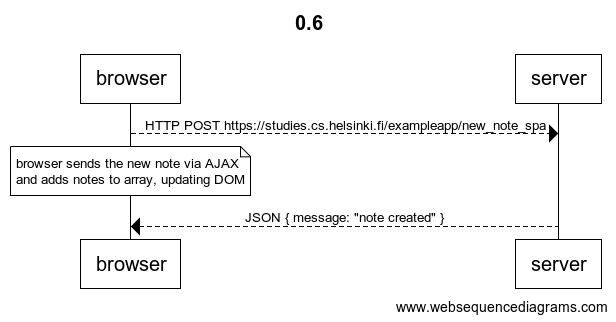 0.6
browser
server
HTTP POST https://studies.cs.helsinki.fi/exampleapp/new_note_spa
browser sends the new note via AJAX
and adds notes to array, updating DOM
JSON { message: "note created" }
browser
server
www.websequencediagrams.com